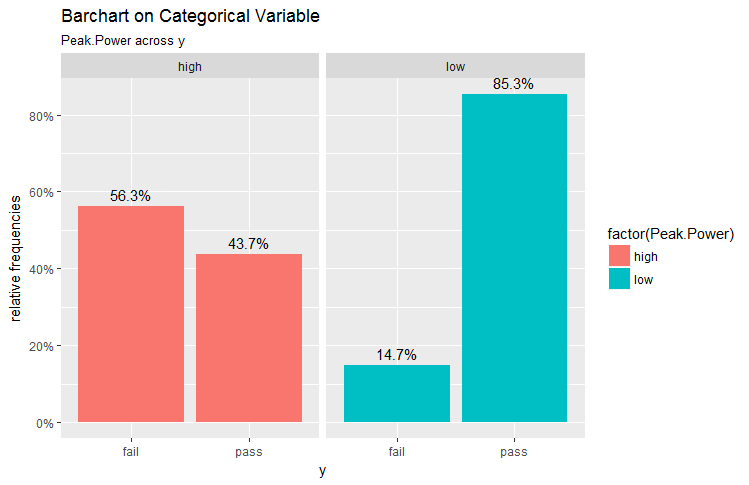 Barchart on Categorical Variable
Peak.Power across y
high
low
85.3%
56.3%
43.7%
14.7%
80%
60%
40%
20%
0%
relative frequencies
fail
pass
fail
pass
y
factor(Peak.Power)
high
low